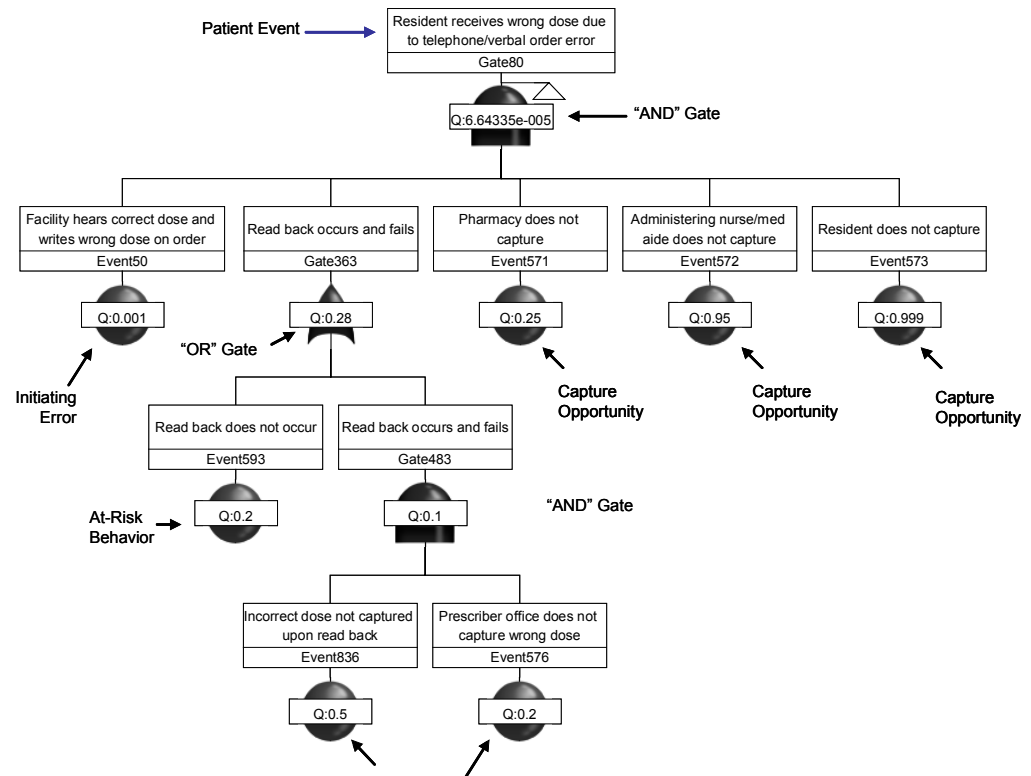 Patient Event
Resident receives wrong dose due
to telephone/verbal order error
Gate80
Q:6.64335e-005
“AND” Gate
Facility hears correct dose and
writes wrong dose on order
Event50
Q:0.001
Initiating
Error
Read back occurs and fails
Gate363
Q:0.28
“OR” Gate
Pharmacy does not
capture
Event571
Q:0.25
Capture
Opportunity
Administering nurse/med
aide does not capture
Event572
Q:0.95
Capture
Opportunity
Resident does not capture
Event573
Q:0.999
Capture
Opportunity
Read back does not occur
Event593
Q:0.2
At-Risk
Behavior
Read back occurs and fails
Gate483
Q:0.1
“AND” Gate
Incorrect dose not captured
upon read back
Event836
Q:0.5
Prescriber office does not
capture wrong dose
Event576
Q:0.2